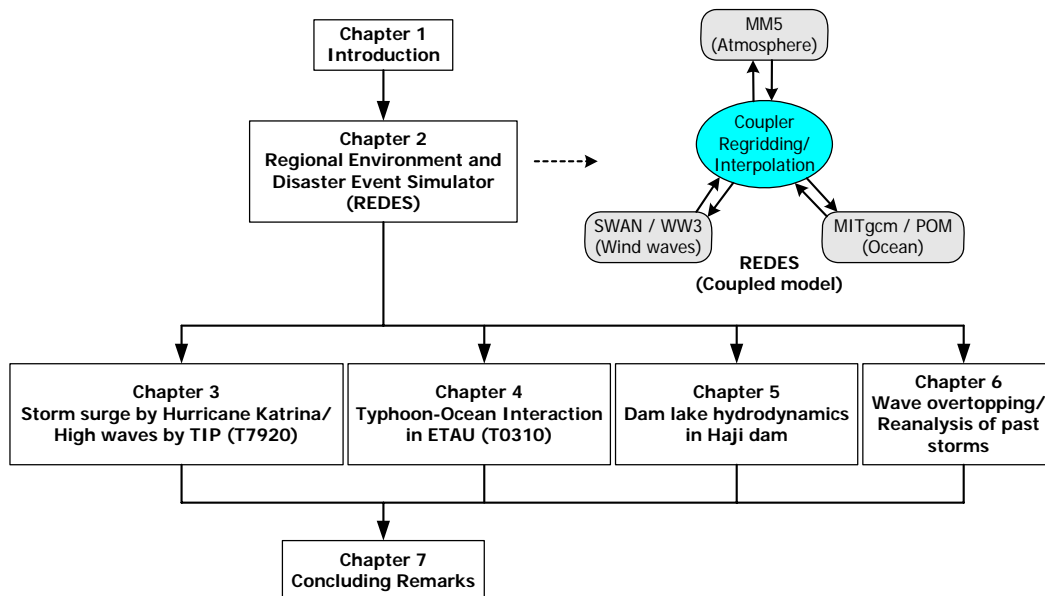 Chapter 1
Introduction
Chapter 2
Regional Environment and
Disaster Event Simulator
(REDES)
MM5
(Atmosphere)
Coupler
Regridding/
Interpolation
SWAN / WW3
(Wind waves)
MITgcm / POM
(Ocean)
REDES
(Coupled model)
Chapter 3
Storm surge by Hurricane Katrina/
High waves by TIP (T7920)
Chapter 4
Typhoon-Ocean Interaction
in ETAU (T0310)
Chapter 5
Dam lake hydrodynamics
in Haji dam
Chapter 6
Wave overtopping/
Reanalysis of past
storms
Chapter 7
Concluding Remarks